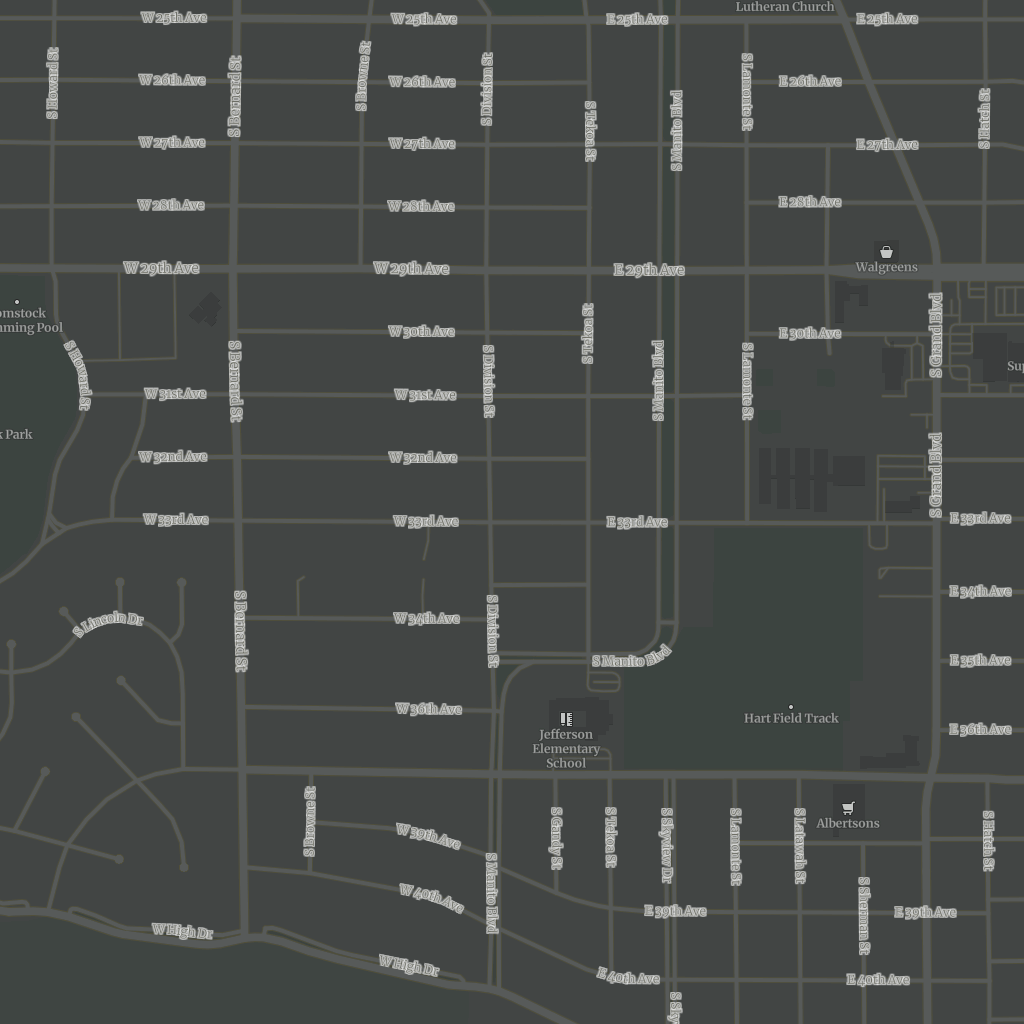 Lutheran Church
W 25th Ave
W 25th Ave
E 25th Ave
E 25th Ave
S Howard St
S Bernard St
S Browne St
S Division St
S Tekoa St
S Manito Blvd
S Lamonte St
S Hatch St
W 26th Ave
W 26th Ave
E 26th Ave
W 27th Ave
W 27th Ave
E 27th Ave
W 28th Ave
W 28th Ave
E 28th Ave
W 29th Ave
W 29th Ave
E 29th Ave
Walgreens
omstock
mming Pool
S Howard St
S Bernard St
W 30th Ave
S Division St
S Tekoa St
S Manito Blvd
S Lamonte St
E 30th Ave
S Grand Blvd
Sup
W 31st Ave
W 31st Ave
k Park
W 32nd Ave
W 32nd Ave
S Grand Blvd
W 33rd Ave
W 33rd Ave
E 33rd Ave
E 33rd Ave
S Lincoln Dr
S Bernard St
W 34th Ave
S Division St
E 34th Ave
S Manito Blvd
E 35th Ave
W 36th Ave
Hart Field Track
E 36th Ave
Jefferson
Elementary
School
S Browne St
W 39th Ave
S Gandy St
S Tekoa St
S Skyview Dr
S Lamonte St
S Latawah St
Albertsons
S Hatch St
W 40th Ave
S Manito Blvd
E 39th Ave
S Sherman St
E 39th Ave
W High Dr
W High Dr
E 40th Ave
E 40th Ave
S Sky